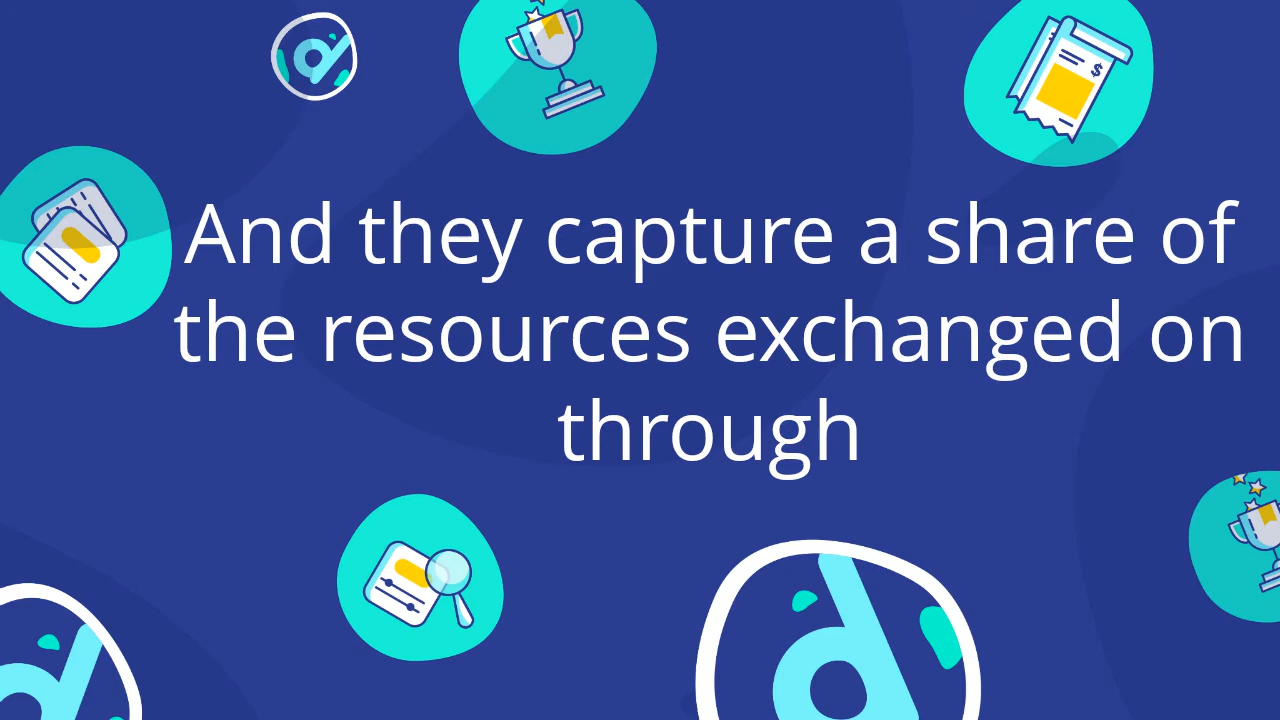 And they capture a share of
the resources exchanged on
through